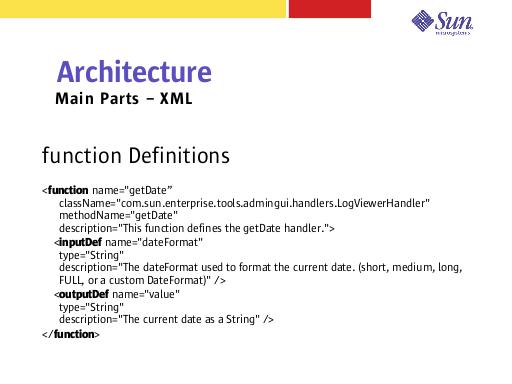 Sun
microsystems
Architecture
Main Parts – XML
function Definitions
<function name="getDate”
className="com.sun.enterprise.tools.admingui.handlers.LogViewerHandler"
methodName="getDate"
description="This function defines the getDate handler.">
<inputDef name="dateFormat"
type="String"
description="The dateFormat used to format the current date. (short, medium, long,
FULL, or a custom DateFormat)" />
<outputDef name="value"
type="String"
description="The current date as a String" />
</function>